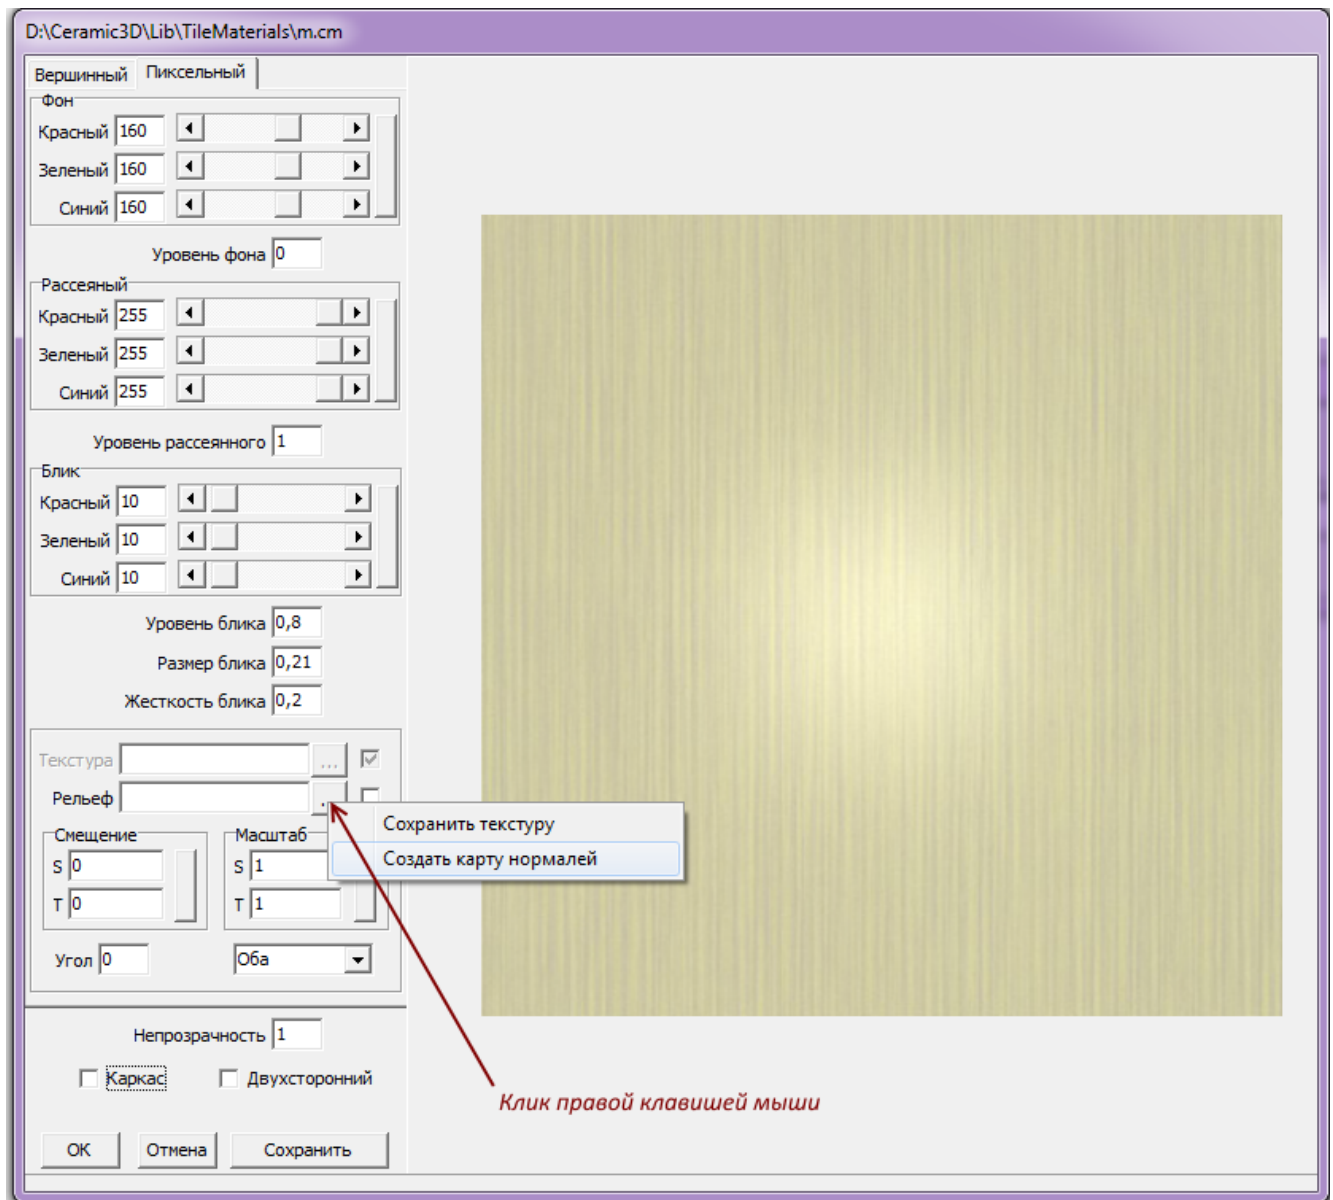 D:\Ceramic3D\Lib\TileMaterials\m.cm
Вершинный Пиксельный
Фон
Красный 160
Зеленый 160
Синий 160
Уровень фона 0
Рассеяный
Красный 255
Зеленый 255
Синий 255
Уровень рассеянного 1
Блик
Красный 10
Зеленый 10
Синий 10
Уровень блика 0,8
Размер блика 0,21
Жесткость блика 0,2
Текстура ...
Рельеф
Сохранить текстуру
Создать карту нормалей
Смещение Масштаб
S 0 S 1
T 0 T 1
Угол 0 Оба
Непрозрачность 1
Каркас Двухсторонний
Клик правой клавишей мыши
ОК Отмена Сохранить